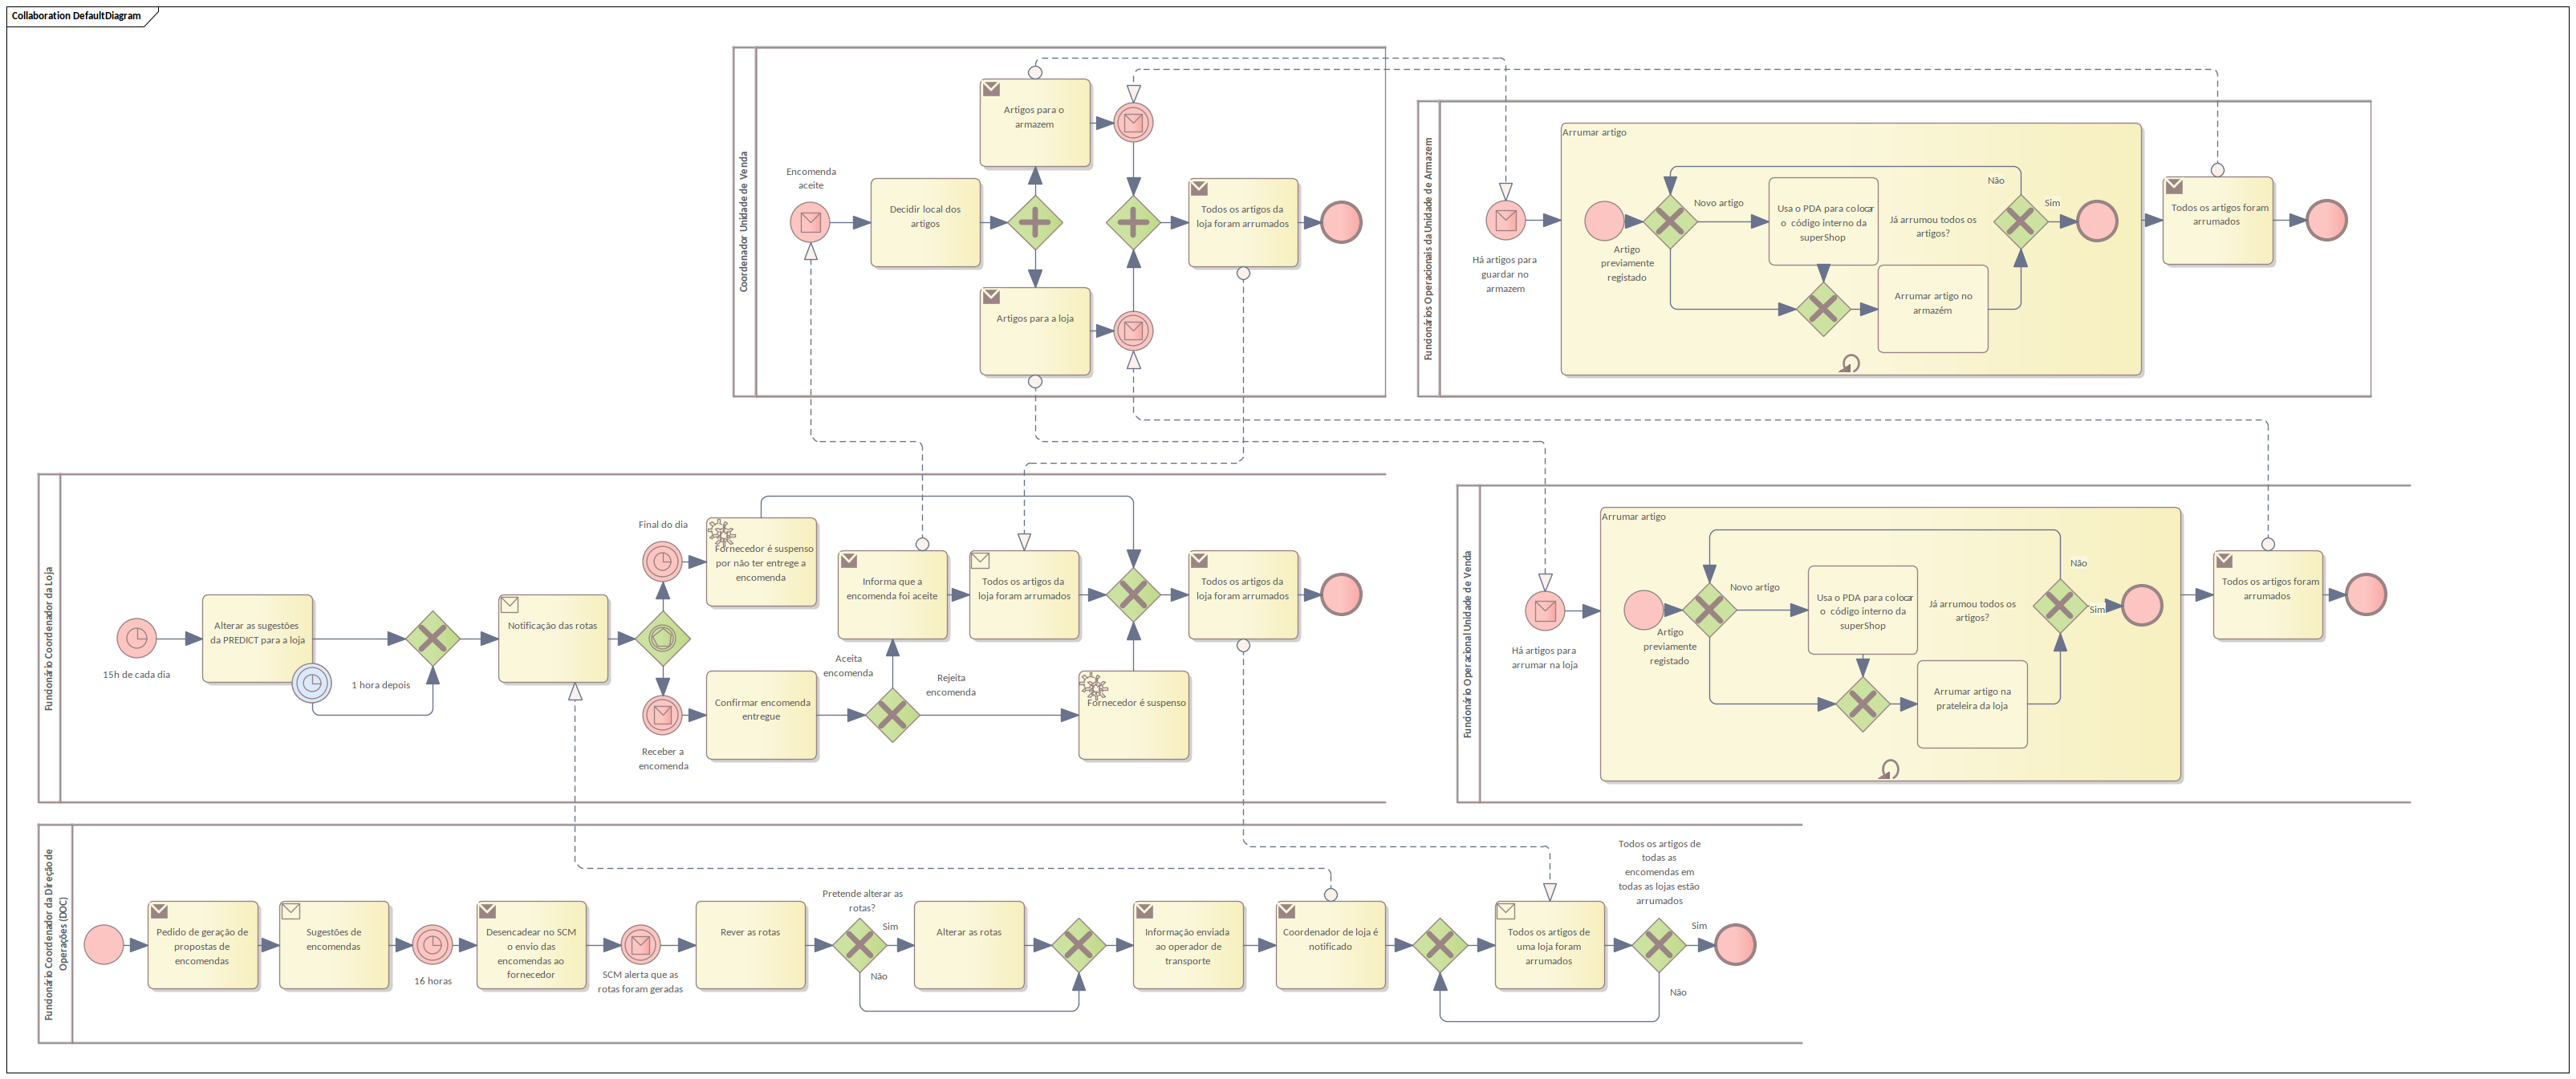 Collaboration DefaultDiagram
Coordenador Unidade de Venda
Encomenda
aceite
Decidir local dos
artigos
Artigos para o
armazem
Artigos para a loja
Todos os artigos da
loja foram arrumados
Funcionários Operacionais da Unidade de Armazem
Há artigos para
guardar no
armazem
Arrumar artigo
Artigo
previamente
registado
Novo artigo
Usa o PDA para colocar
o código interno da
superShop
Já arrumou todos os
artigos?
Não
Sim
Arrumar artigo no
armazém
Todos os artigos foram
arrumados
Funcionário Coordenador da Loja
15h de cada dia
Alterar as sugestões
da PREDICT para a loja
1 hora depois
Notificação das rotas
Final do dia
Fornecedor é suspenso
por não ter entrege a
encomenda
Receber a
encomenda
Confirmar encomenda
entregue
Aceita
encomenda
Rejeita
encomenda
Informa que a
encomenda foi aceite
Todos os artigos da
loja foram arrumados
Fornecedor é suspenso
Todos os artigos da
loja foram arrumados
Funcionário Operacional Unidade de Venda
Há artigos para
arrumar na loja
Arrumar artigo
Artigo
previamente
registado
Novo artigo
Usa o PDA para colocar
o código interno da
superShop
Já arrumou todos os
artigos?
Não
Sim
Arrumar artigo na
prateleira da loja
Todos os artigos foram
arrumados
Funcionário Coordenador da Direção de
Operações (DOC)
Pedido de geração de
propostas de
encomendas
Sugestões de
encomendas
16 horas
Desencadear no SCM
o envio das
encomendas ao
fornecedor
SCM alerta que as
rotas foram geradas
Rever as rotas
Pretende alterar as
rotas?
Sim
Não
Alterar as rotas
Informação enviada
ao operador de
transporte
Coordenador de loja é
notificado
Todos os artigos de
uma loja foram
arrumados
Todos os artigos de
todas as
encomendas em
todas as lojas estão
arrumados
Sim
Não